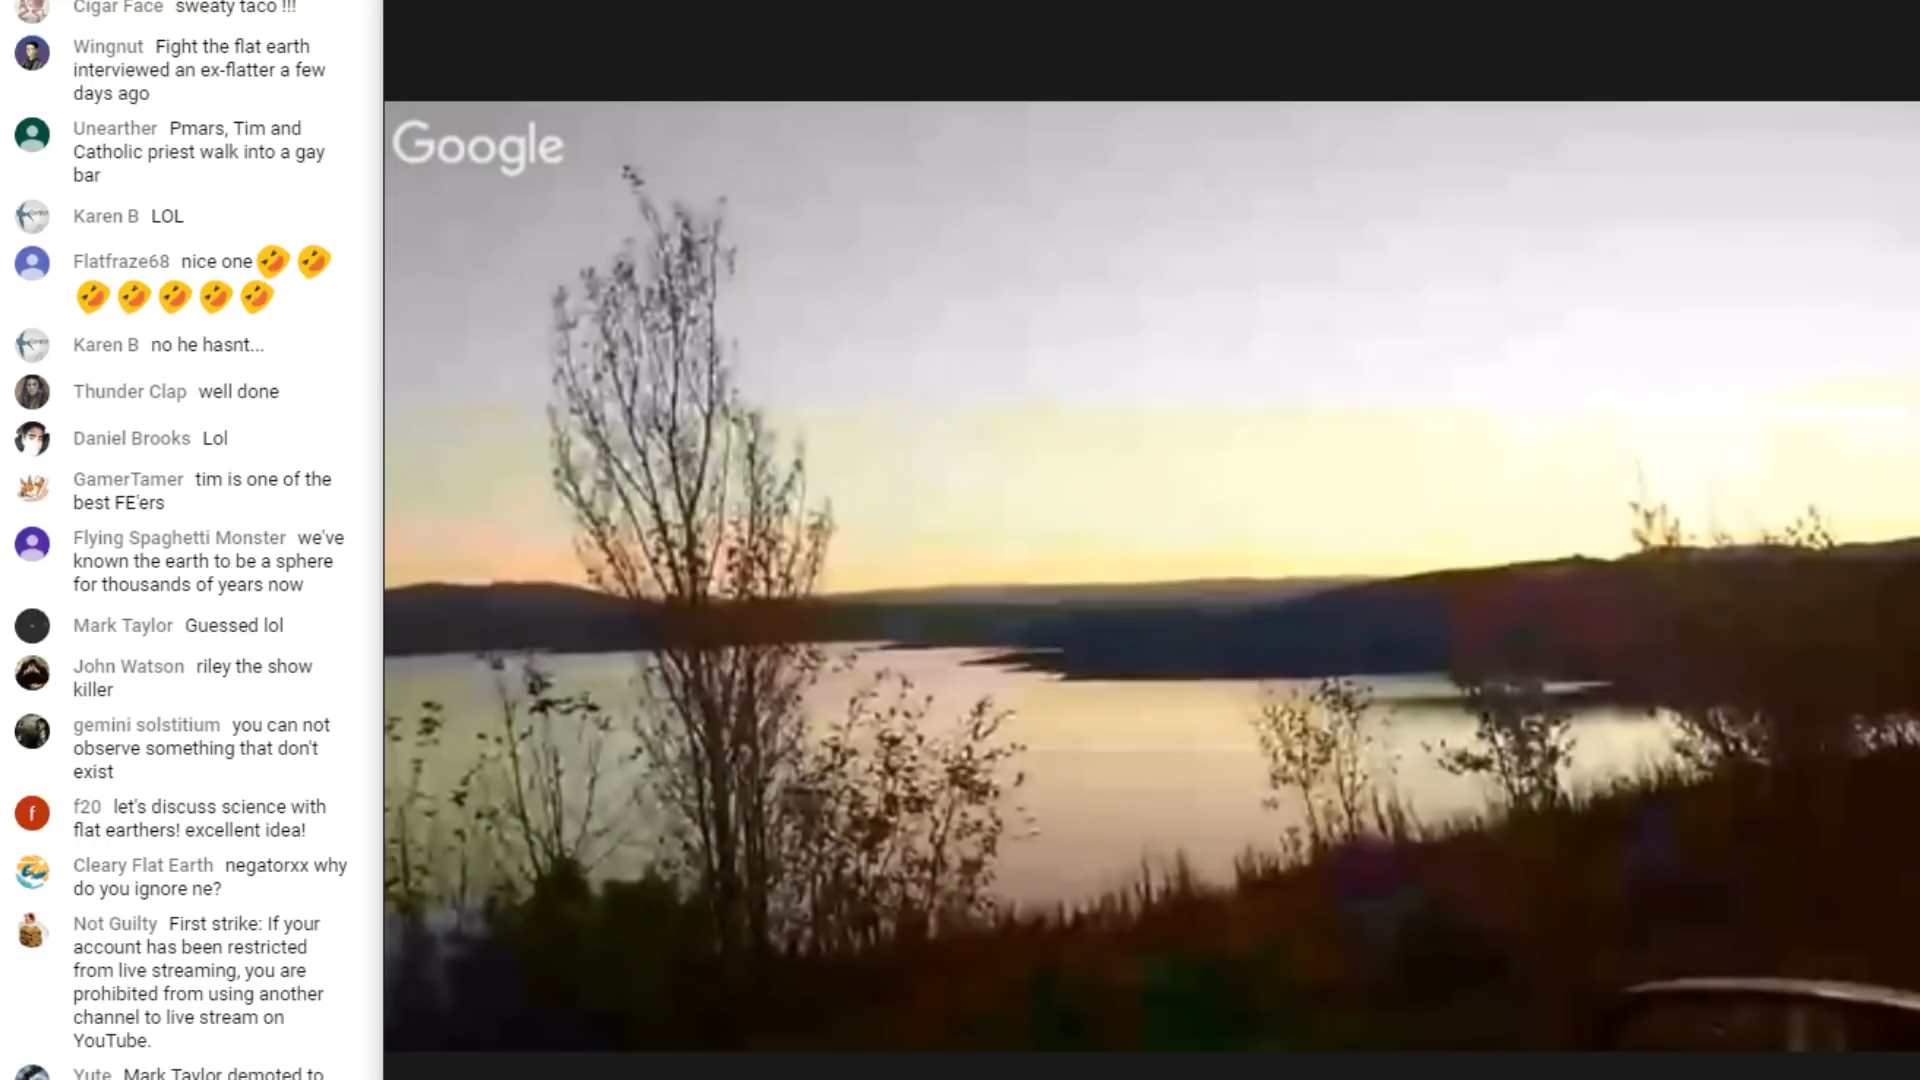 Cigar Face sweaty taco !!!
Wingnut Fight the flat earth
interviewed an ex-flatter a few
days ago
Unearther Pmars, Tim and
Catholic priest walk into a gay
bar
Karen B LOL
Flatfraze68 nice one
Karen B no he hasnt...
Thunder Clap well done
Daniel Brooks Lol
GamerTamer tim is one of the
best FE'ers
Flying Spaghetti Monster we've
known the earth to be a sphere
for thousands of years now
Mark Taylor Guessed lol
John Watson riley the show
killer
gemini solstitium you can not
observe something that don't
exist
f20 let's discuss science with
flat earthers! excellent idea!
Cleary Flat Earth negatorxx why
do you ignore ne?
Not Guilty First strike: If your
account has been restricted
from live streaming, you are
prohibited from using another
channel to live stream on
YouTube.
Yute Mark Taylor demoted to
f
Google